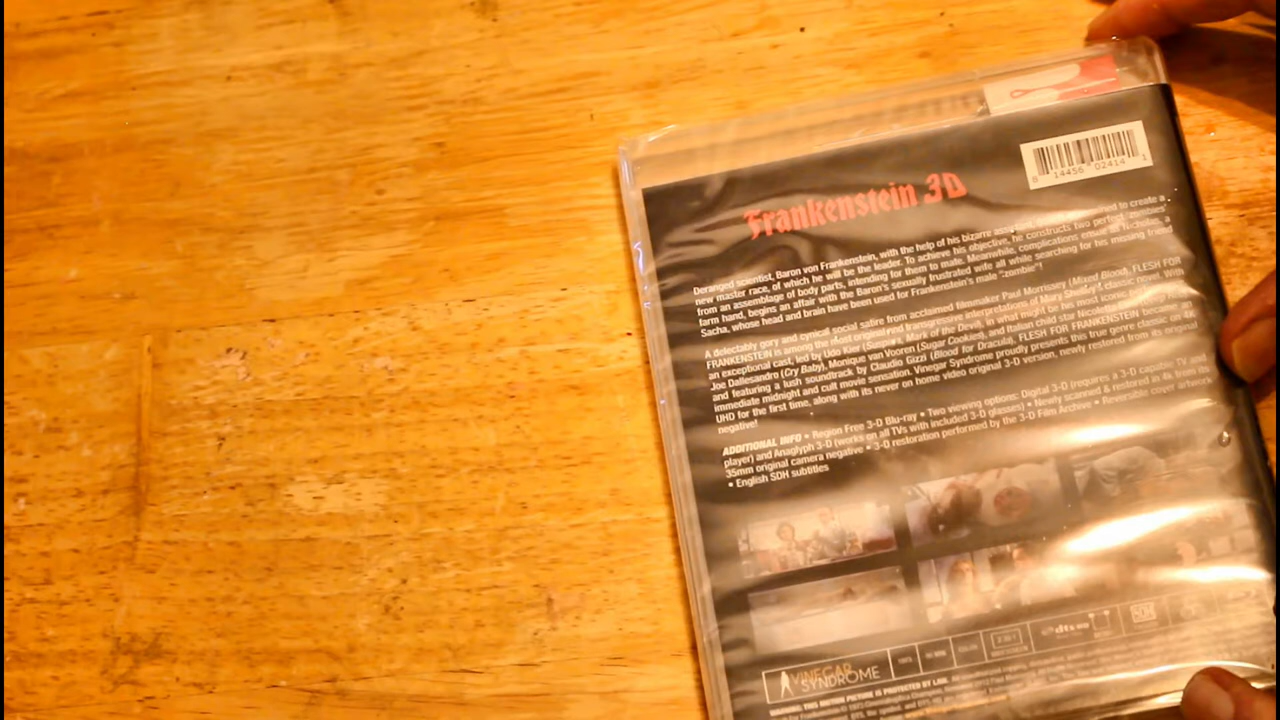 8 14456 02414 1
Frankenstein 3D
Deranged scientist, Baron von Frankenstein, with the help of his bizarre to create a
new master race, of which he will be the leader. To achieve his objective, he constructs two perfect "zombies"
from an assemblage of body parts, intending for them to mate. Meanwhile, complications ensue as Nicholas, a
farm hand, begins an affair with the Baron's sexually frustrated wife all while searching for his missing friend
Sacha, whose head and brain have been used for Frankenstein's male "zombie"!
A delectably gory and cynical social satire from acclaimed filmmaker Paul Morrissey (Mixed Blood), FLESH FOR
FRANKENSTEIN is among the most original and transgressive interpretations of Mary Shelley's classic novel. With
an exceptional cast, led by Udo Kier (Suspiria, Mark of the Devil), in what might be his most iconic
Joe Dallesandro (Cry Baby), Monique van Vooren (Sugar Cookies) and Italian child star
and featuring a lush soundtrack by Claudio Gizzi (Blood for Dracula), FLESH FOR FRANKENSTEIN became an
immediate midnight and cult movie sensation. Vinegar Syndrome proudly presents this true genre classic on 4K
UHD for the first time, along with its never on home video original 3-D version, newly restored from its original
negative!
ADDITIONAL INFO • Region Free 3-D Blu-ray • Two viewing options: Digital 3-D (requires a 3-D capable TV and
player) and Anaglyph 3-D (works on all TVs with included 3-D glasses) • Newly scanned & restored in 4k from its
35mm original camera negative • 3-D restoration performed by the 3-D Film Archive • Reversible cover artwork
• English SDH subtitles
VINEGAR
SYNDROME
dts
SDH
WARNING: THIS MOTION PICTURE IS PROTECTED BY LAW.